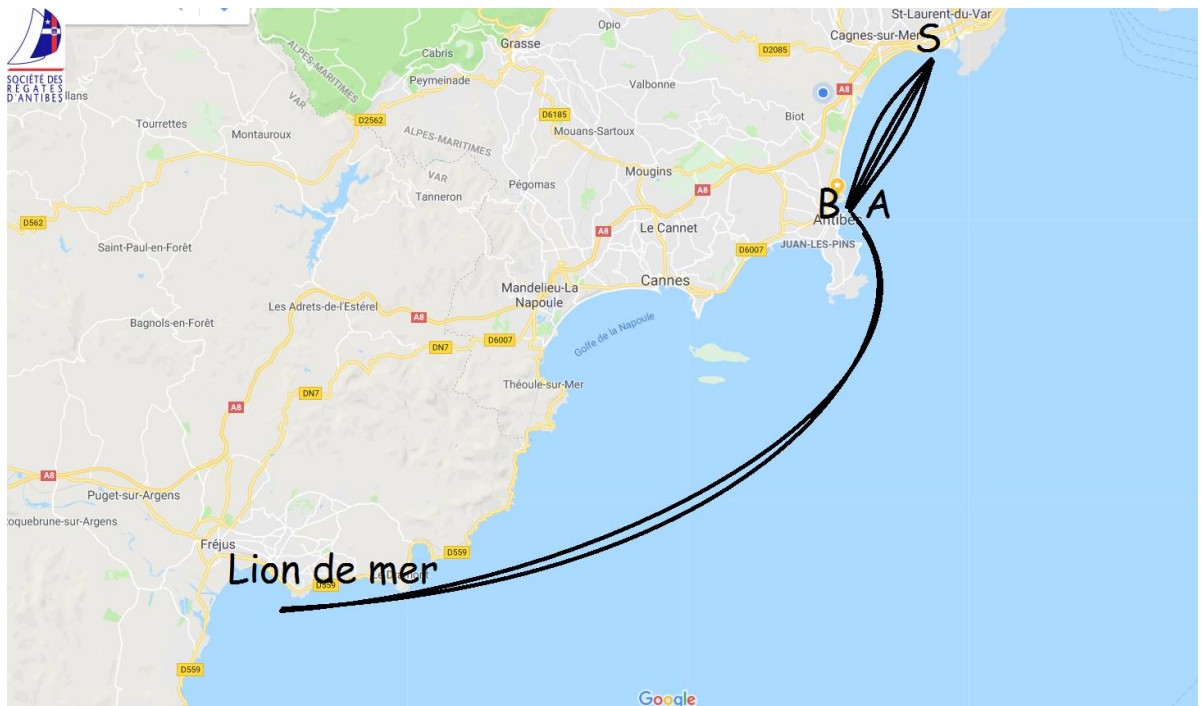 SOCIÉTÉ DES
RÉGATES
D'ANTIBES
St-Laurent-du-Var
Cagnes-sur-Mer
S
Opio
Grasse
Cabris
D2085
ALPES-MARITIMES
VAR
Peymeinade
Valbonne
A8
llans
Tourrettes
D2562
D6185
Biot
Montauroux
ALPES-MARITIMES
Mouans-Sartoux
VAR
Mougins
Tanneron
Pégomas
A8
B A
Antibes
D562
A8
Le Cannet
JUAN-LES-PINS
Saint-Paul-en-Forêt
D6007
Cannes
Mandelieu-La
Napoule
Les Adrets-de-l'Estérel
A8
Bagnols-en-Forêt
Golfe de la Napoule
D6007
DN7
Théoule-sur-Mer
DN7
A8
A8
Puget-sur-Argens
oquebrune-sur-Argens
Fréjus
D559
Lion de mer
D559
D559
Google